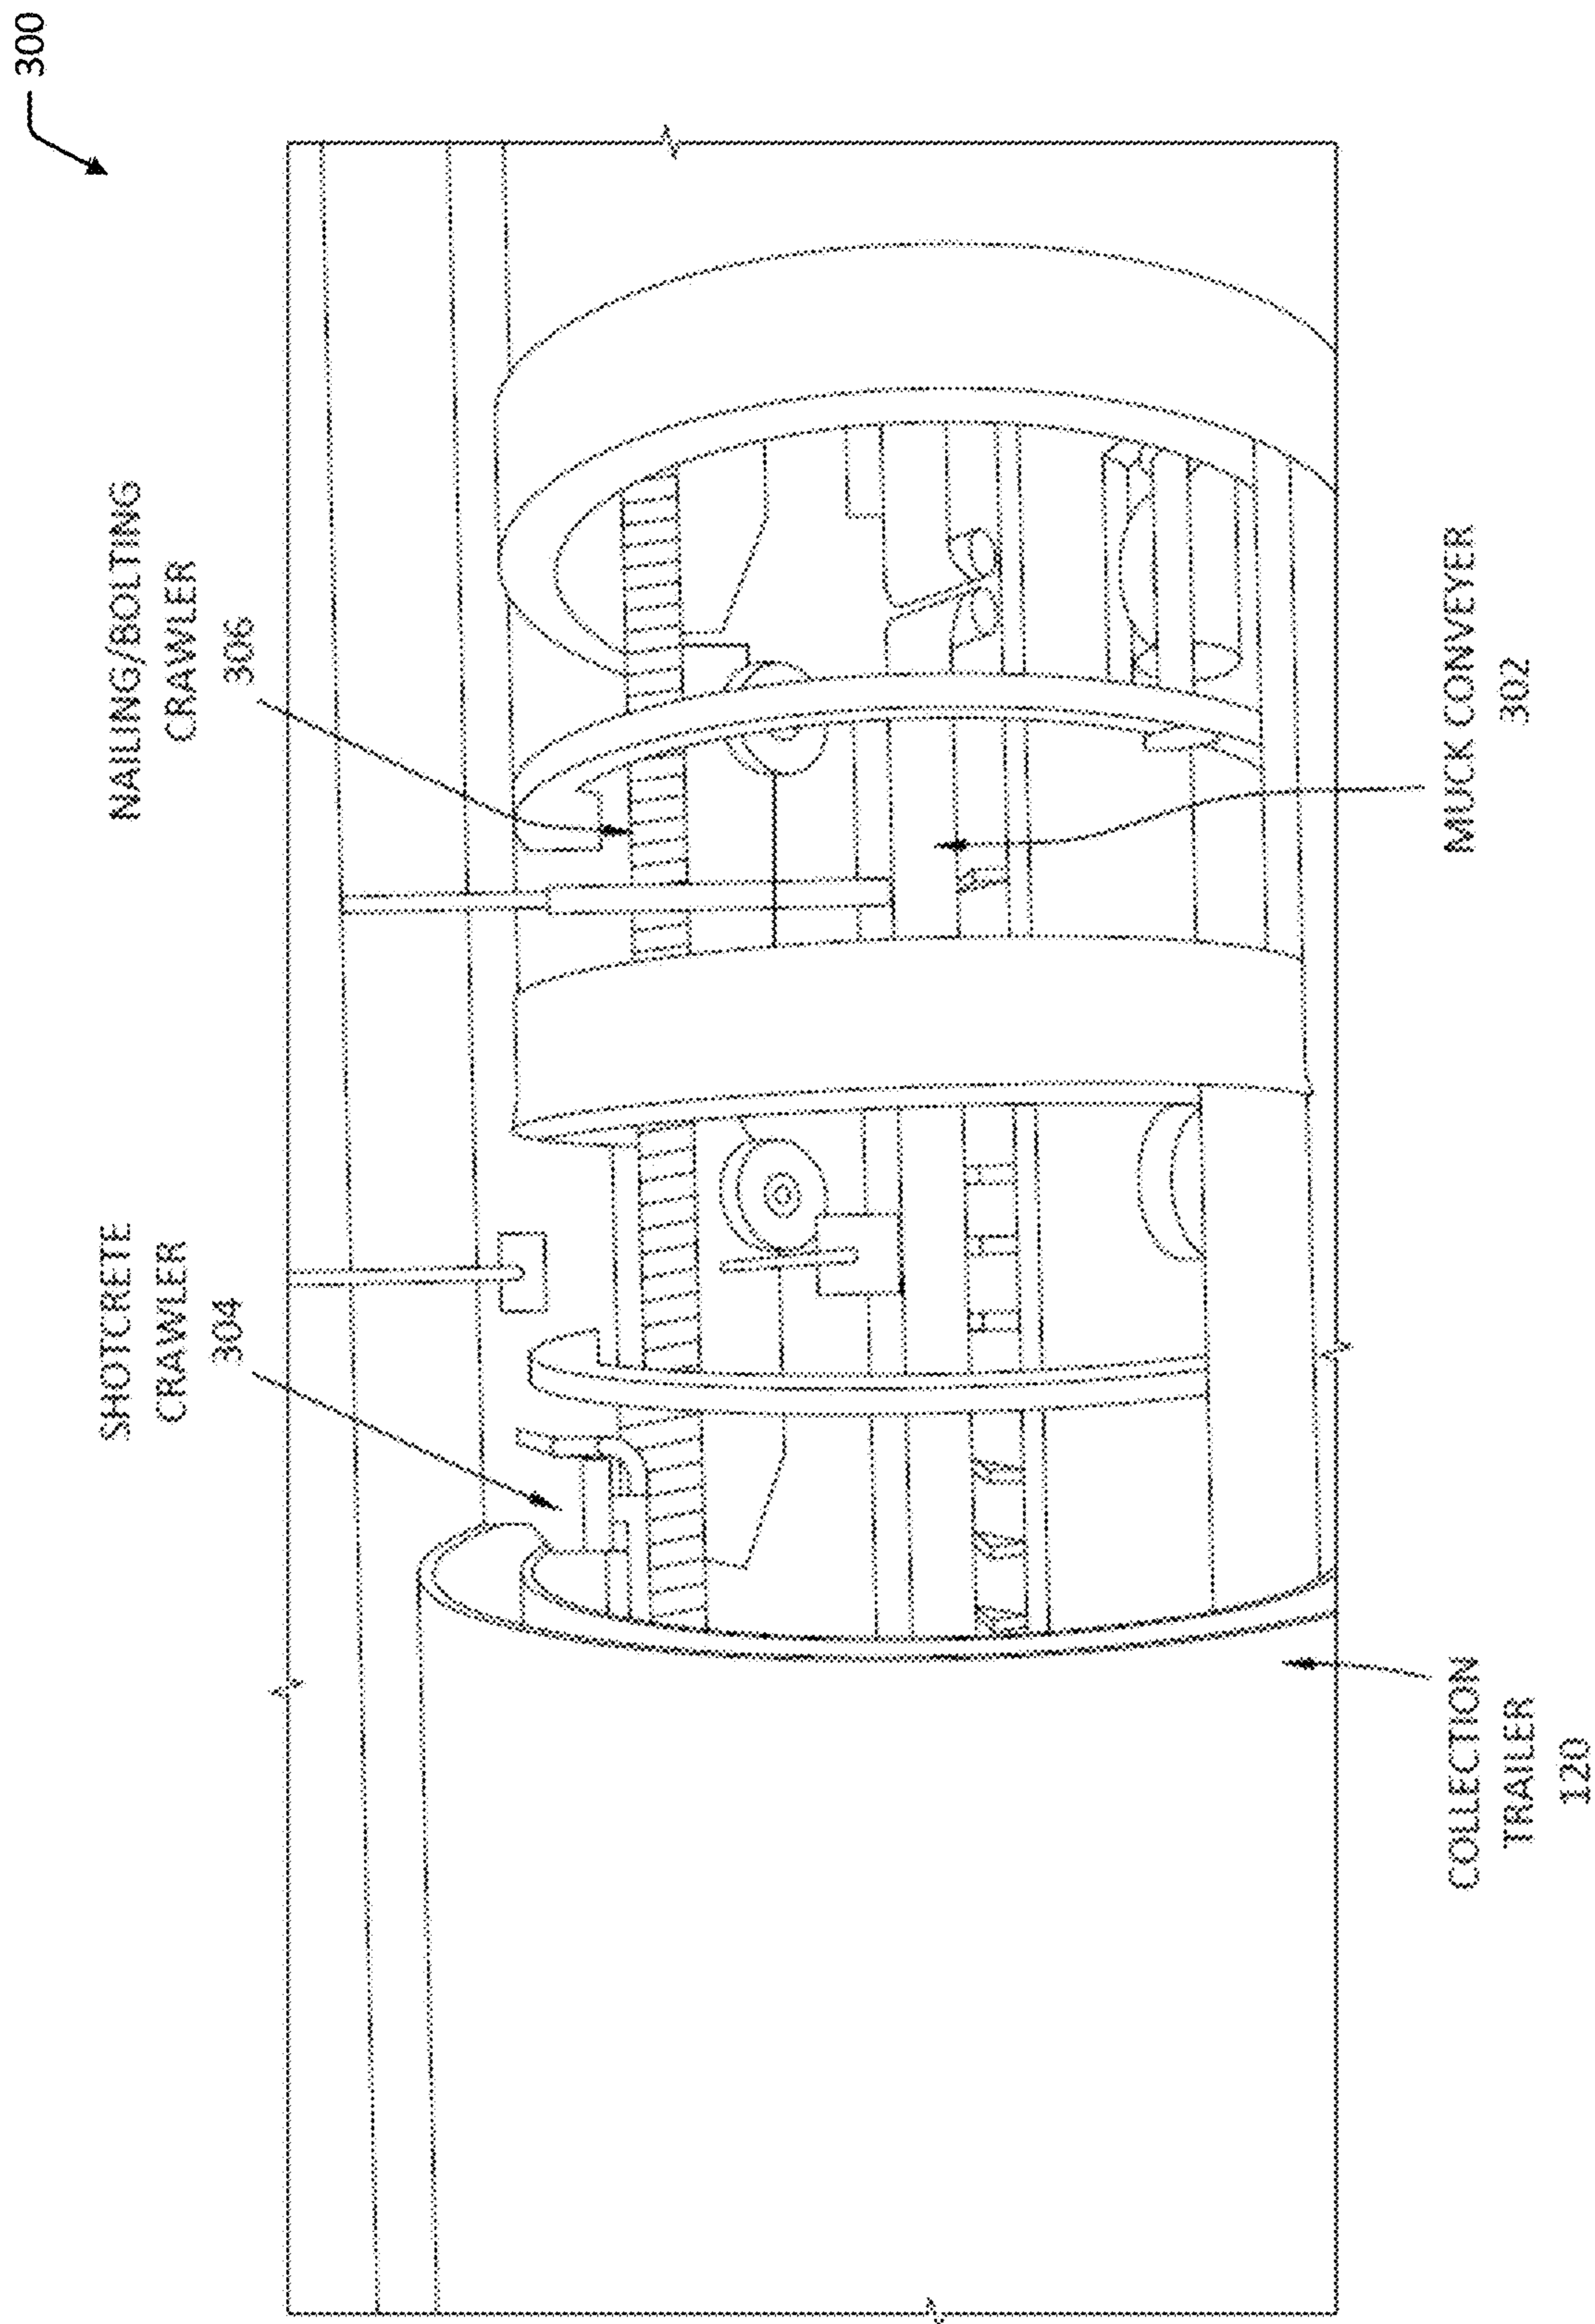 300
NAILING/BOLTING
CRAWLER
306
SHOTCRETE
CRAWLER
304
MUCK CONVEYER
302
COLLECTION
TRAILER
120